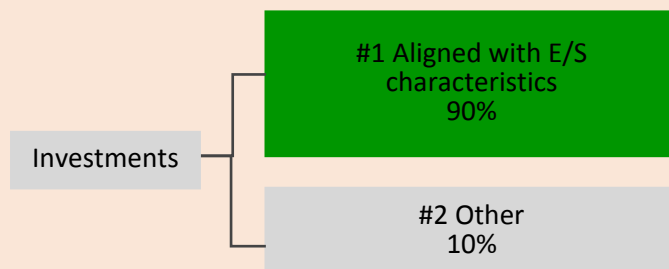 #1 Aligned with E/S
characteristics
90%
Investments
#2 Other
10%